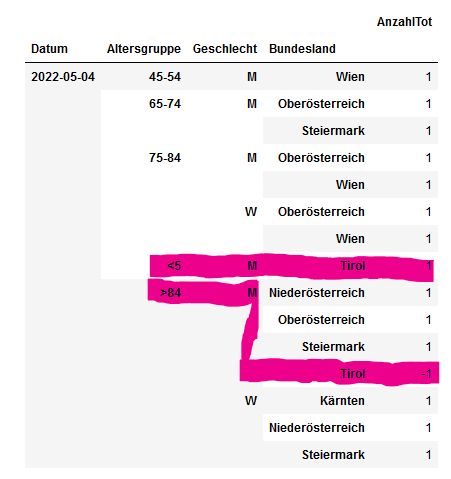 AnzahlTot
Datum Altersgruppe Geschlecht Bundesland
2022-05-04 45-54 M Wien 1
65-74 M Oberösterreich 1
Steiermark 1
75-84 M Oberösterreich 1
Wien 1
W Oberösterreich 1
Wien 1
<5 M Tirol 1
>84 M Niederösterreich 1
Oberösterreich 1
Steiermark 1
Tirol -1
W Kärnten 1
Niederösterreich 1
Steiermark 1